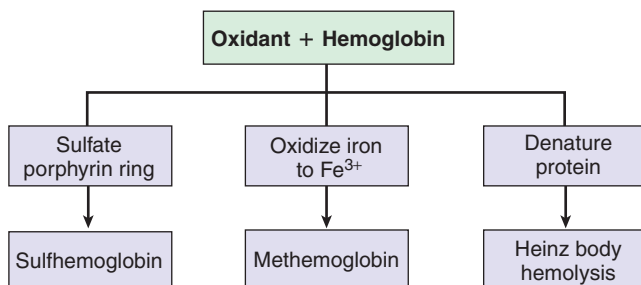 Oxidant + Hemoglobin
Sulfate
porphyrin ring
Oxidize iron
to Fe³⁺
Denature
protein
Sulfhemoglobin
Methemoglobin
Heinz body
hemolysis